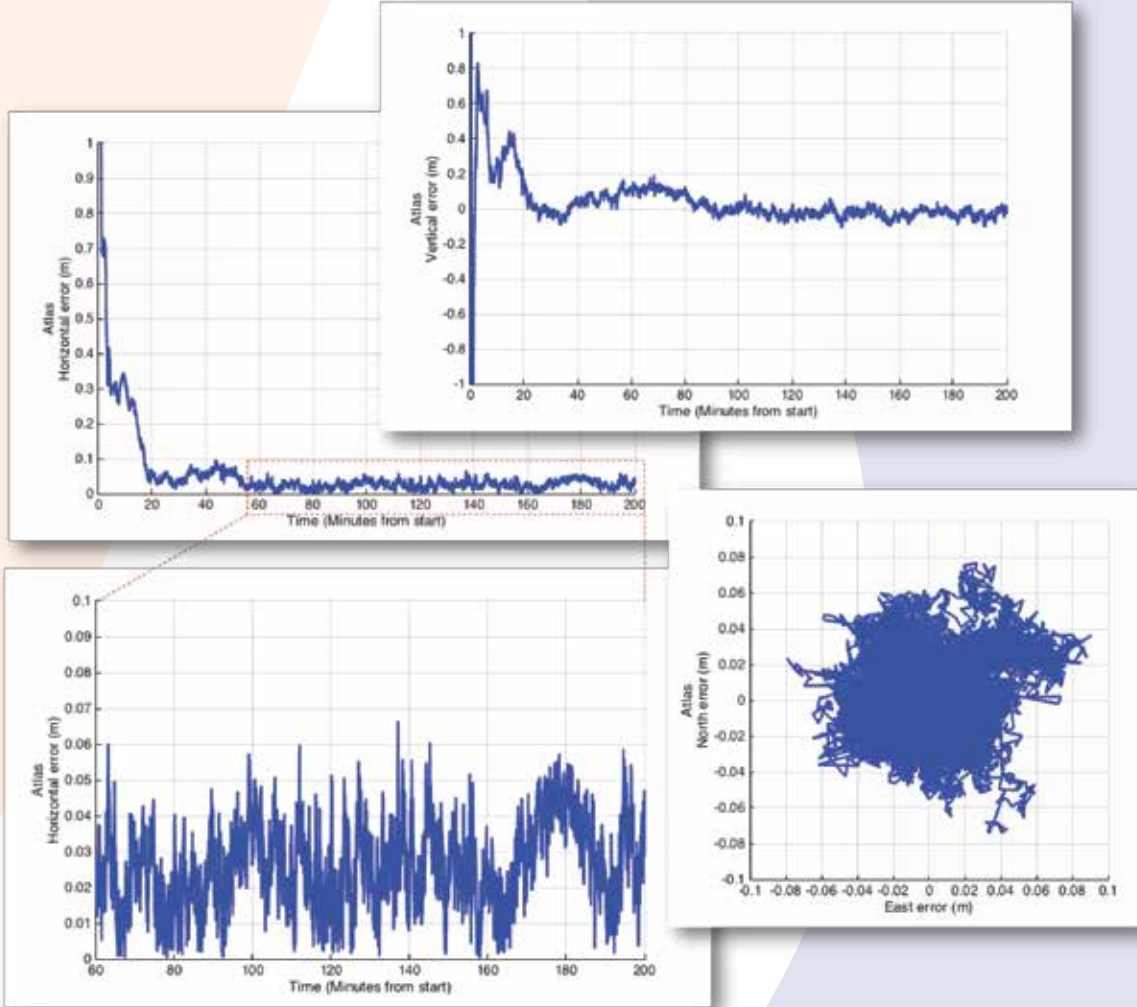 1
0.8
0.6
0.4
0.2
0
-0.2
-0.4
-0.6
-0.8
-1
Atlas
Vertical error (m)
0 20 40 60 80 100 120 140 160 180 200
Time (Minutes from start)
1
0.9
0.8
0.7
0.6
0.5
0.4
0.3
0.2
0.1
0
Atlas
Horizontal error (m)
0 20 40 60 80 100 120 140 160 180 200
Time (Minutes from start)
0.1
0.09
0.08
0.07
0.06
0.05
0.04
0.03
0.02
0.01
0
Atlas
Horizontal error (m)
60 80 100 120 140 160 180 200
Time (Minutes from start)
0.1
0.08
0.06
0.04
0.02
0
-0.02
-0.04
-0.06
-0.08
-0.1
Atlas
North error (m)
-0.1 -0.08 -0.06 -0.04 -0.02 0 0.02 0.04 0.06 0.08 0.1
East error (m)